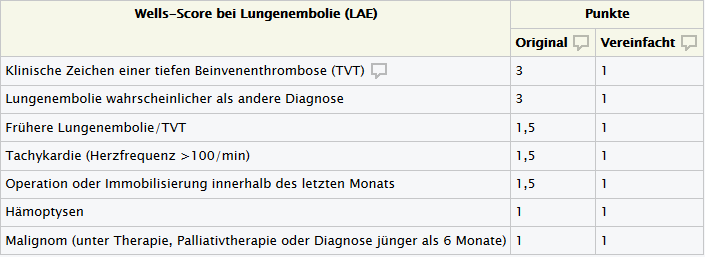 Wells-Score bei Lungenembolie (LAE) Punkte
Original Vereinfacht
Klinische Zeichen einer tiefen Beinvenenthrombose (TVT) 3 1
Lungenembolie wahrscheinlicher als andere Diagnose 3 1
Frühere Lungenembolie/TVT 1,5 1
Tachykardie (Herzfrequenz >100/min) 1,5 1
Operation oder Immobilisierung innerhalb des letzten Monats 1,5 1
Hämoptysen 1 1
Malignom (unter Therapie, Palliativtherapie oder Diagnose jünger als 6 Monate) 1 1